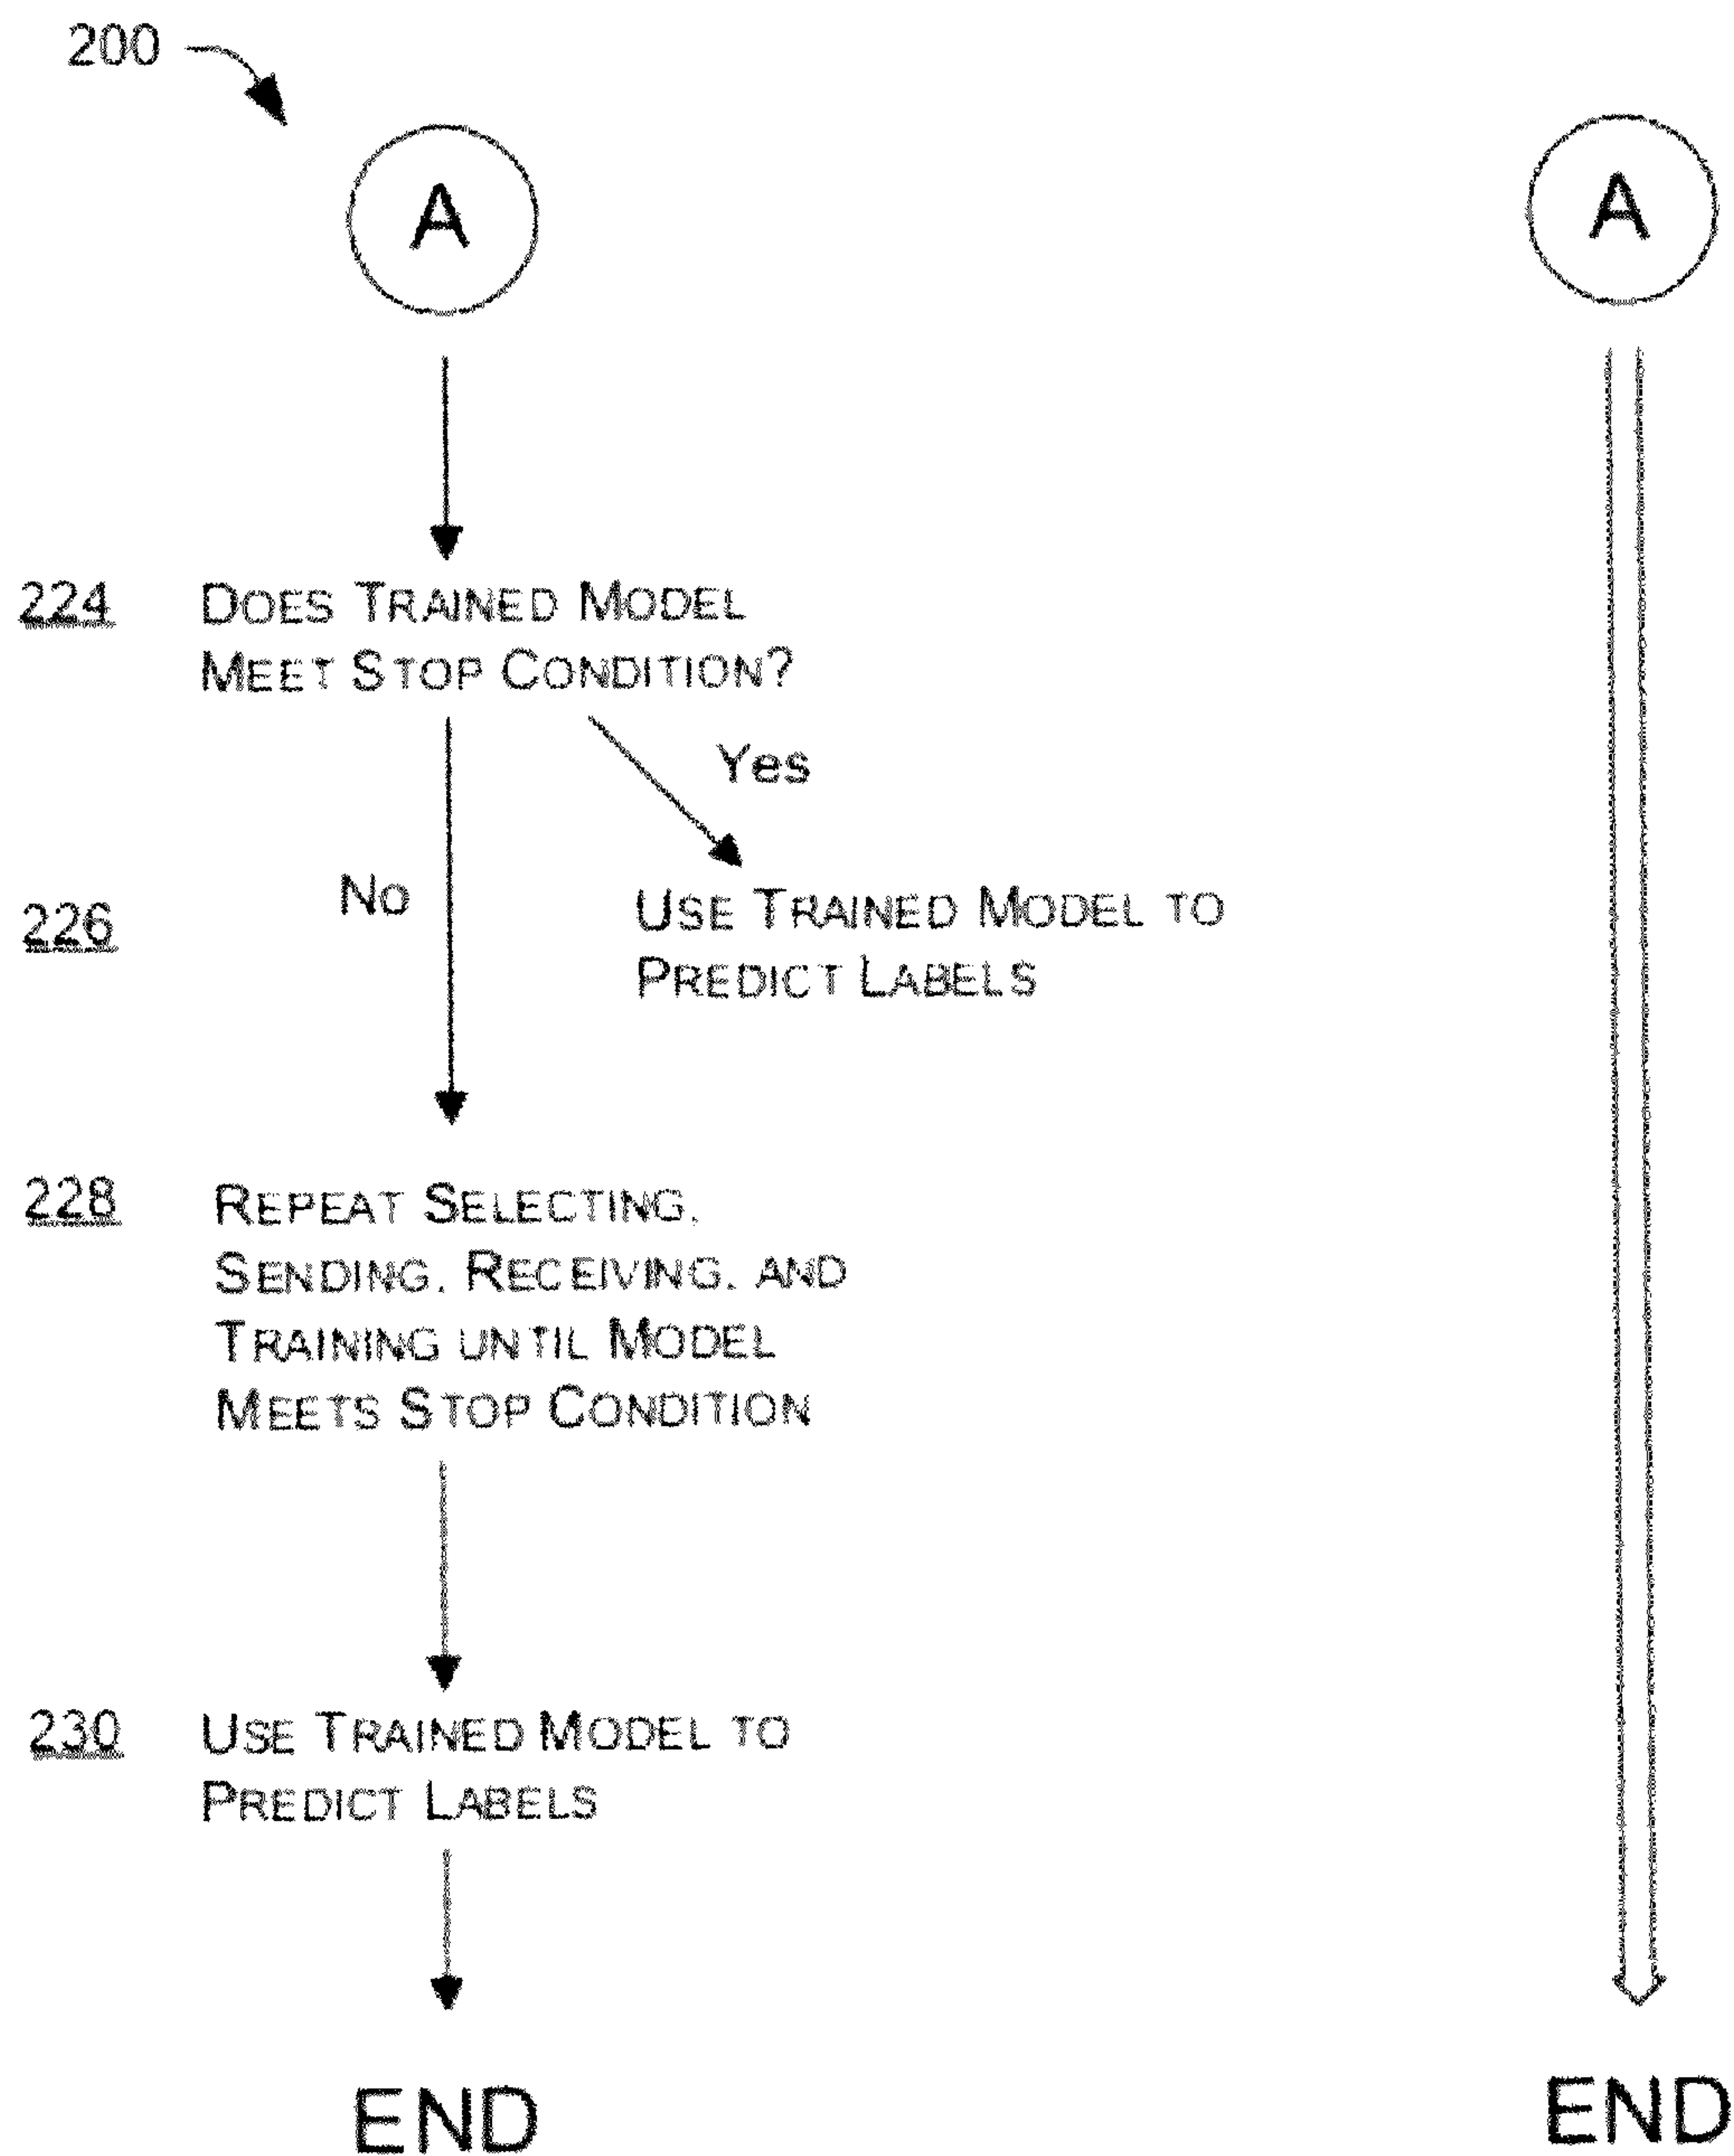 200
A
A
224
DOES TRAINED MODEL
MEET STOP CONDITION?
Yes
No
226
USE TRAINED MODEL TO
PREDICT LABELS
228
REPEAT SELECTING,
SENDING, RECEIVING, AND
TRAINING UNTIL MODEL
MEETS STOP CONDITION
230
USE TRAINED MODEL TO
PREDICT LABELS
END
END